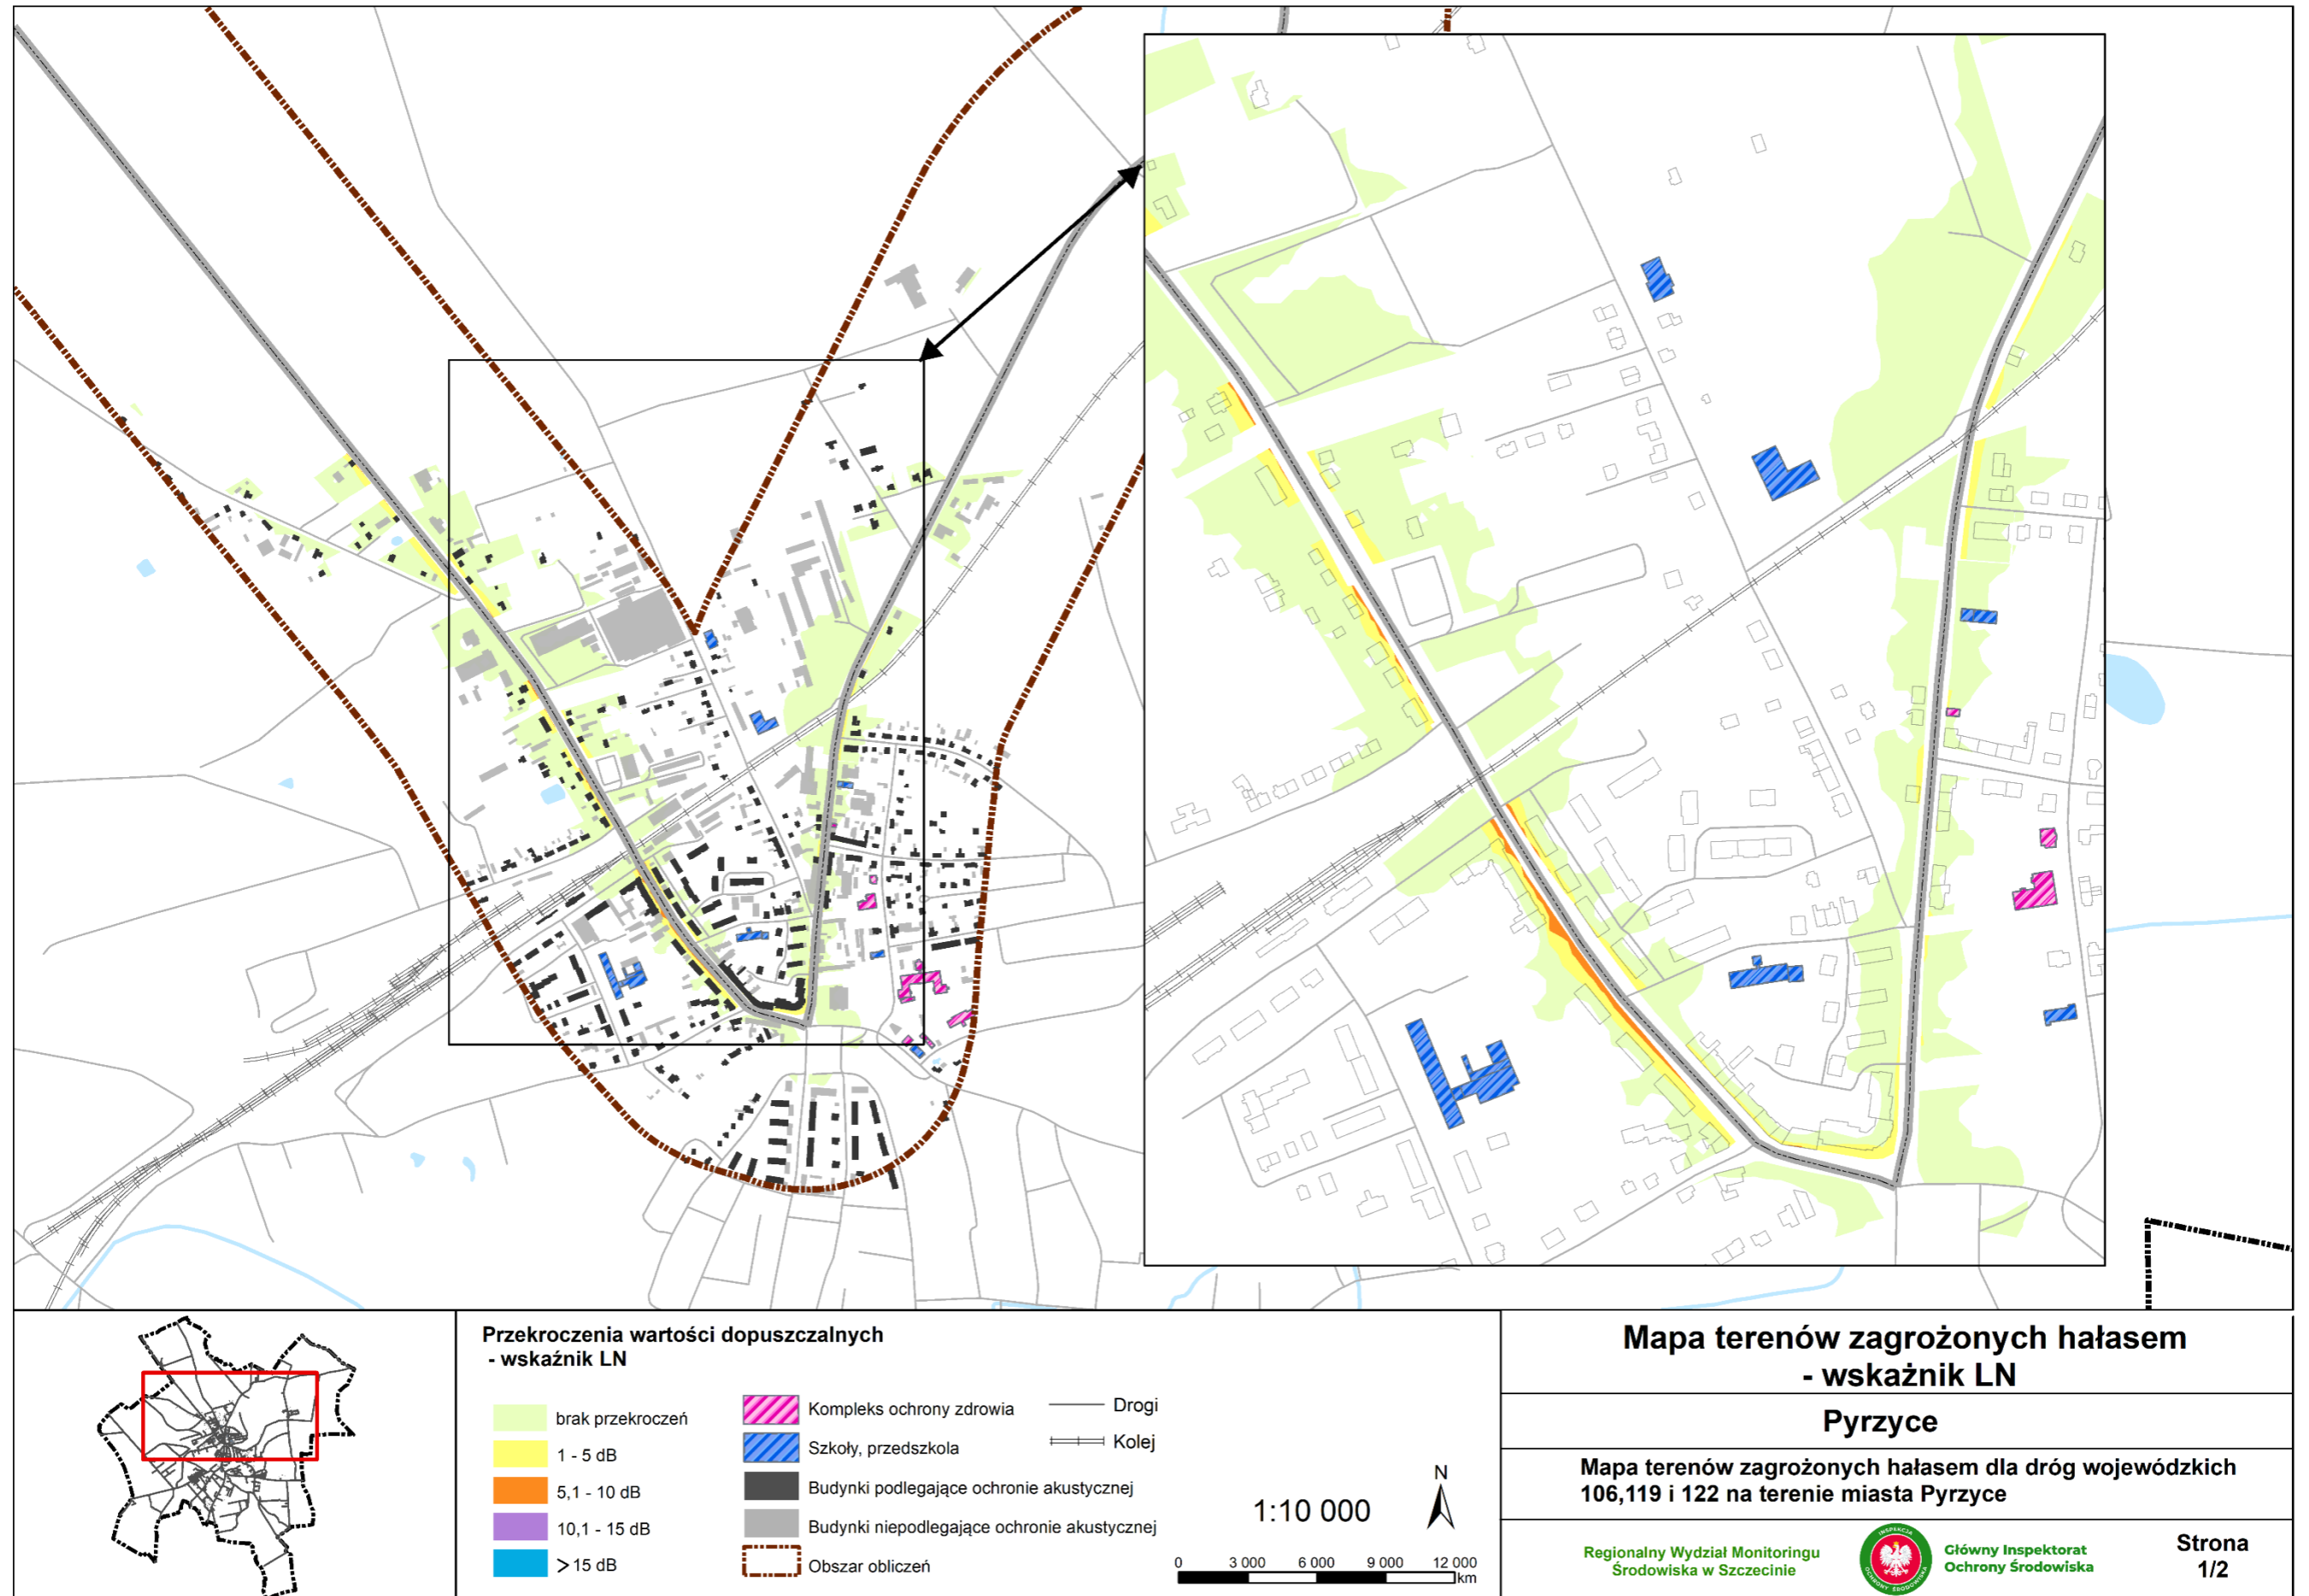 Przekroczenia wartości dopuszczalnych
- wskaźnik LN
brak przekroczeń
1 - 5 dB
5,1 - 10 dB
10,1 - 15 dB
> 15 dB
Kompleks ochrony zdrowia
Szkoły, przedszkola
Budynki podlegające ochronie akustycznej
Budynki niepodlegające ochronie akustycznej
Obszar obliczeń
Drogi
Kolej
1:10 000
N
0 3 000 6 000 9 000 12 000
km
Mapa terenów zagrożonych hałasem
- wskażnik LN
Pyrzyce
Mapa terenów zagrożonych hałasem dla dróg wojewódzkich
106,119 i 122 na terenie miasta Pyrzyce
Regionalny Wydział Monitoringu
Środowiska w Szczecinie
INSPEKCJA
OCHRONY ŚRODOWISKA
Główny Inspektorat
Ochrony Środowiska
Strona
1/2